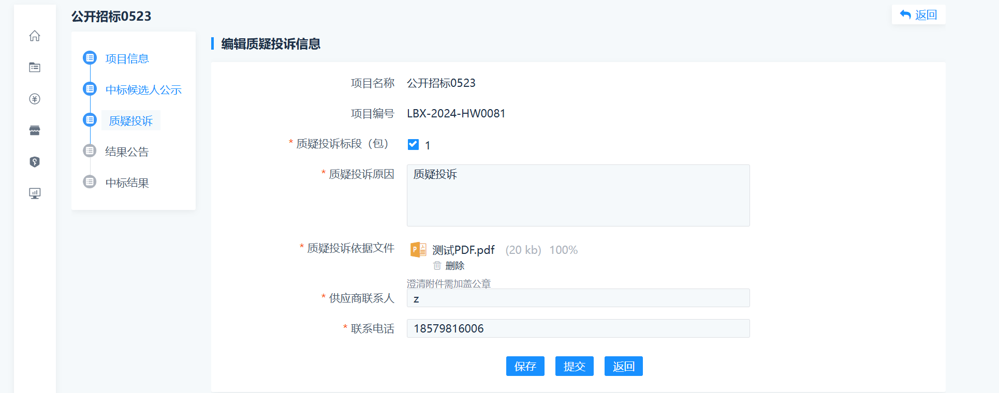 公开招标0523
返回
项目信息
中标候选人公示
质疑投诉
结果公告
中标结果
编辑质疑投诉信息
项目名称 公开招标0523
项目编号 LBX-2024-HW0081
* 质疑投诉标段（包） 1
* 质疑投诉原因 质疑投诉
* 质疑投诉依据文件 测试PDF.pdf (20 kb) 100%
删除
澄清附件需加盖公章
* 供应商联系人 z
* 联系电话 18579816006
保存 提交 返回